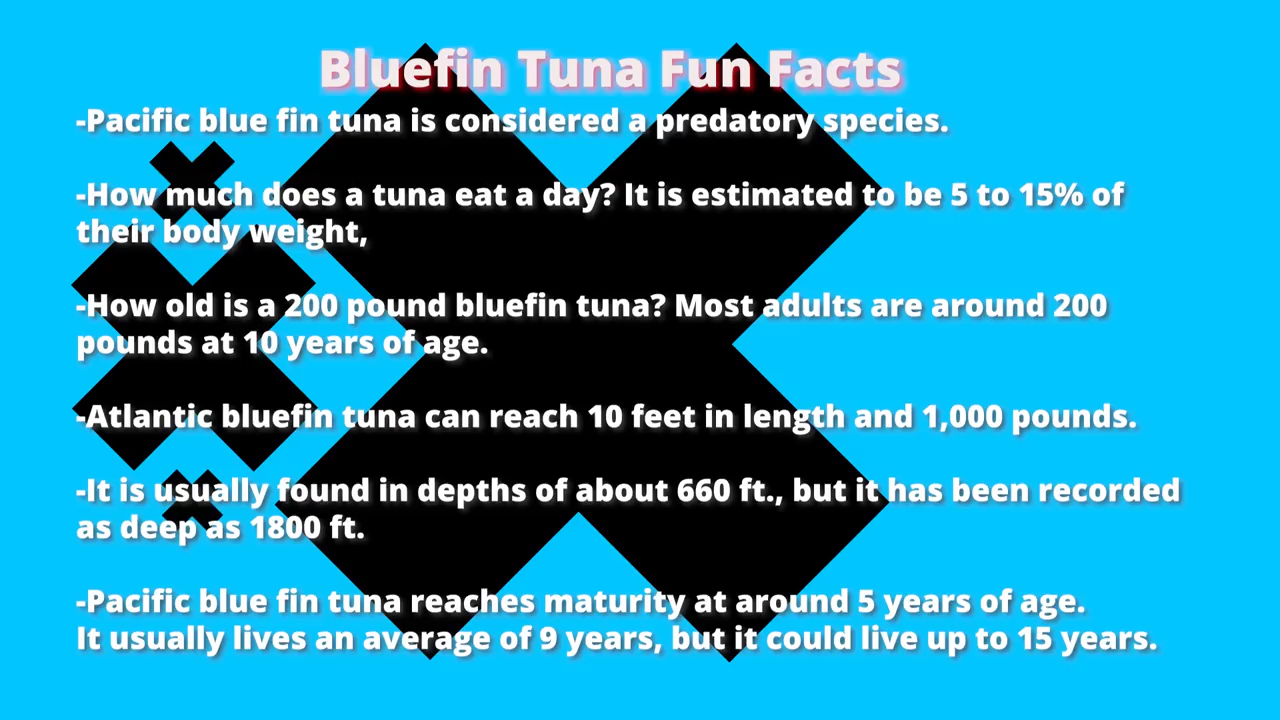 Bluefin Tuna Fun Facts
-Pacific blue fin tuna is considered a predatory species.
-How much does a tuna eat a day? It is estimated to be 5 to 15% of
their body weight,
-How old is a 200 pound bluefin tuna? Most adults are around 200
pounds at 10 years of age.
-Atlantic bluefin tuna can reach 10 feet in length and 1,000 pounds.
-It is usually found in depths of about 660 ft., but it has been recorded
as deep as 1800 ft.
-Pacific blue fin tuna reaches maturity at around 5 years of age.
It usually lives an average of 9 years, but it could live up to 15 years.